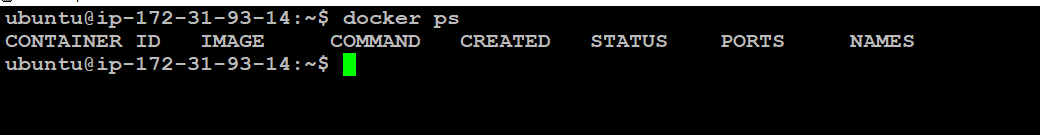 ubuntu@ip-172-31-93-14:~$ docker ps
CONTAINER ID   IMAGE     COMMAND   CREATED   STATUS    PORTS     NAMES
ubuntu@ip-172-31-93-14:~$